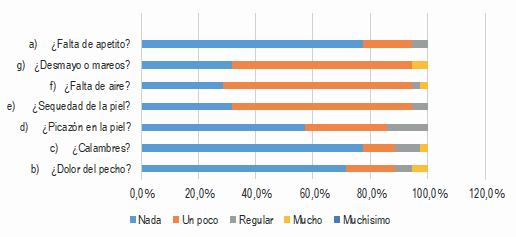 a) ¿Falta de apetito?
g) ¿Desmayo o mareos?
f) ¿Falta de aire?
e) ¿Sequedad de la piel?
d) ¿Picazón en la piel?
c) ¿Calambres?
b) ¿Dolor del pecho?
0,0% 20,0% 40,0% 60,0% 80,0% 100,0% 120,0%
Nada Un poco Regular Mucho Muchísimo